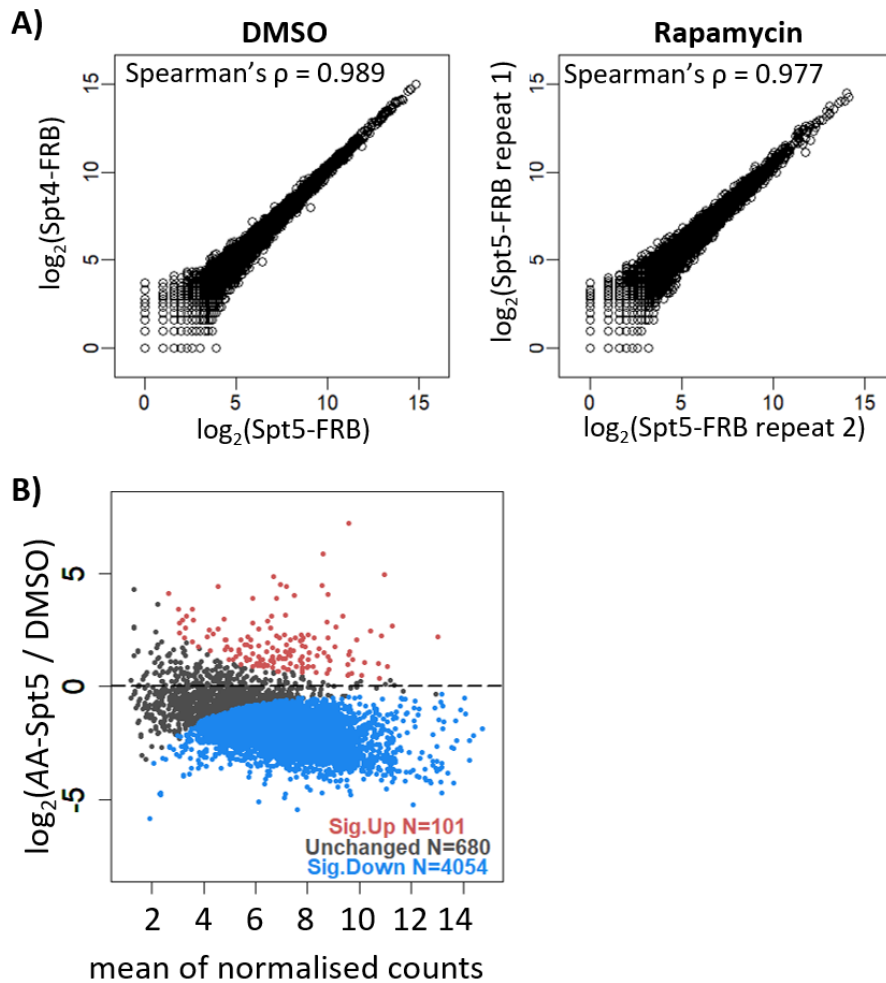 A)
DMSO
Spearman's ρ = 0.989
log₂(Spt4-FRB)
15
10
5
0
0 5 10 15
log₂(Spt5-FRB)
Rapamycin
Spearman's ρ = 0.977
log₂(Spt5-FRB repeat 1)
15
10
5
0
0 5 10 15
log₂(Spt5-FRB repeat 2)
B)
log₂(AA-Spt5 / DMSO)
5
0
-5
Sig.Up N=101
Unchanged N=680
Sig.Down N=4054
2 4 6 8 10 12 14
mean of normalised counts